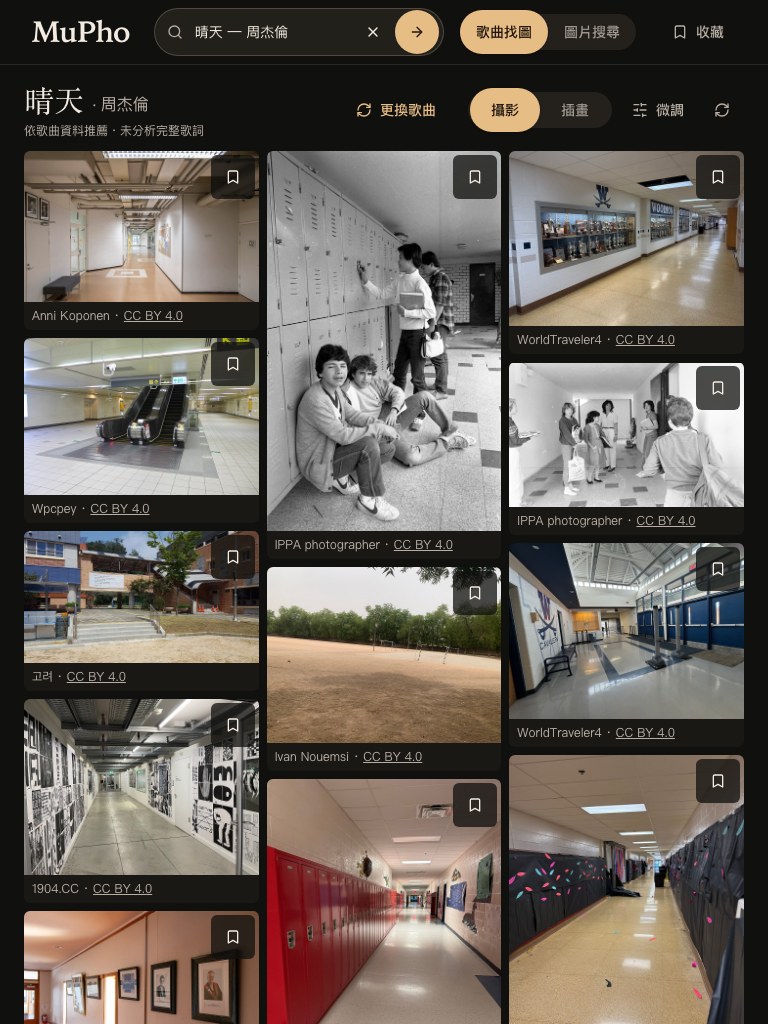 MuPho
晴天 — 周杰倫
歌曲找圖
圖片搜尋
收藏
晴天 · 周杰倫
依歌曲資料推薦 · 未分析完整歌詞
更換歌曲
攝影
插畫
微調
Anni Koponen · CC BY 4.0
Wpcpey · CC BY 4.0
고려 · CC BY 4.0
1904.CC · CC BY 4.0
IPPA photographer · CC BY 4.0
Ivan Nouemsi · CC BY 4.0
WorldTraveler4 · CC BY 4.0
IPPA photographer · CC BY 4.0
WorldTraveler4 · CC BY 4.0